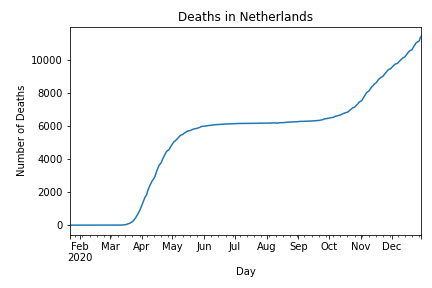 Deaths in Netherlands
Number of Deaths
10000
8000
6000
4000
2000
0
Feb Mar Apr May Jun Jul Aug Sep Oct Nov Dec
2020
Day